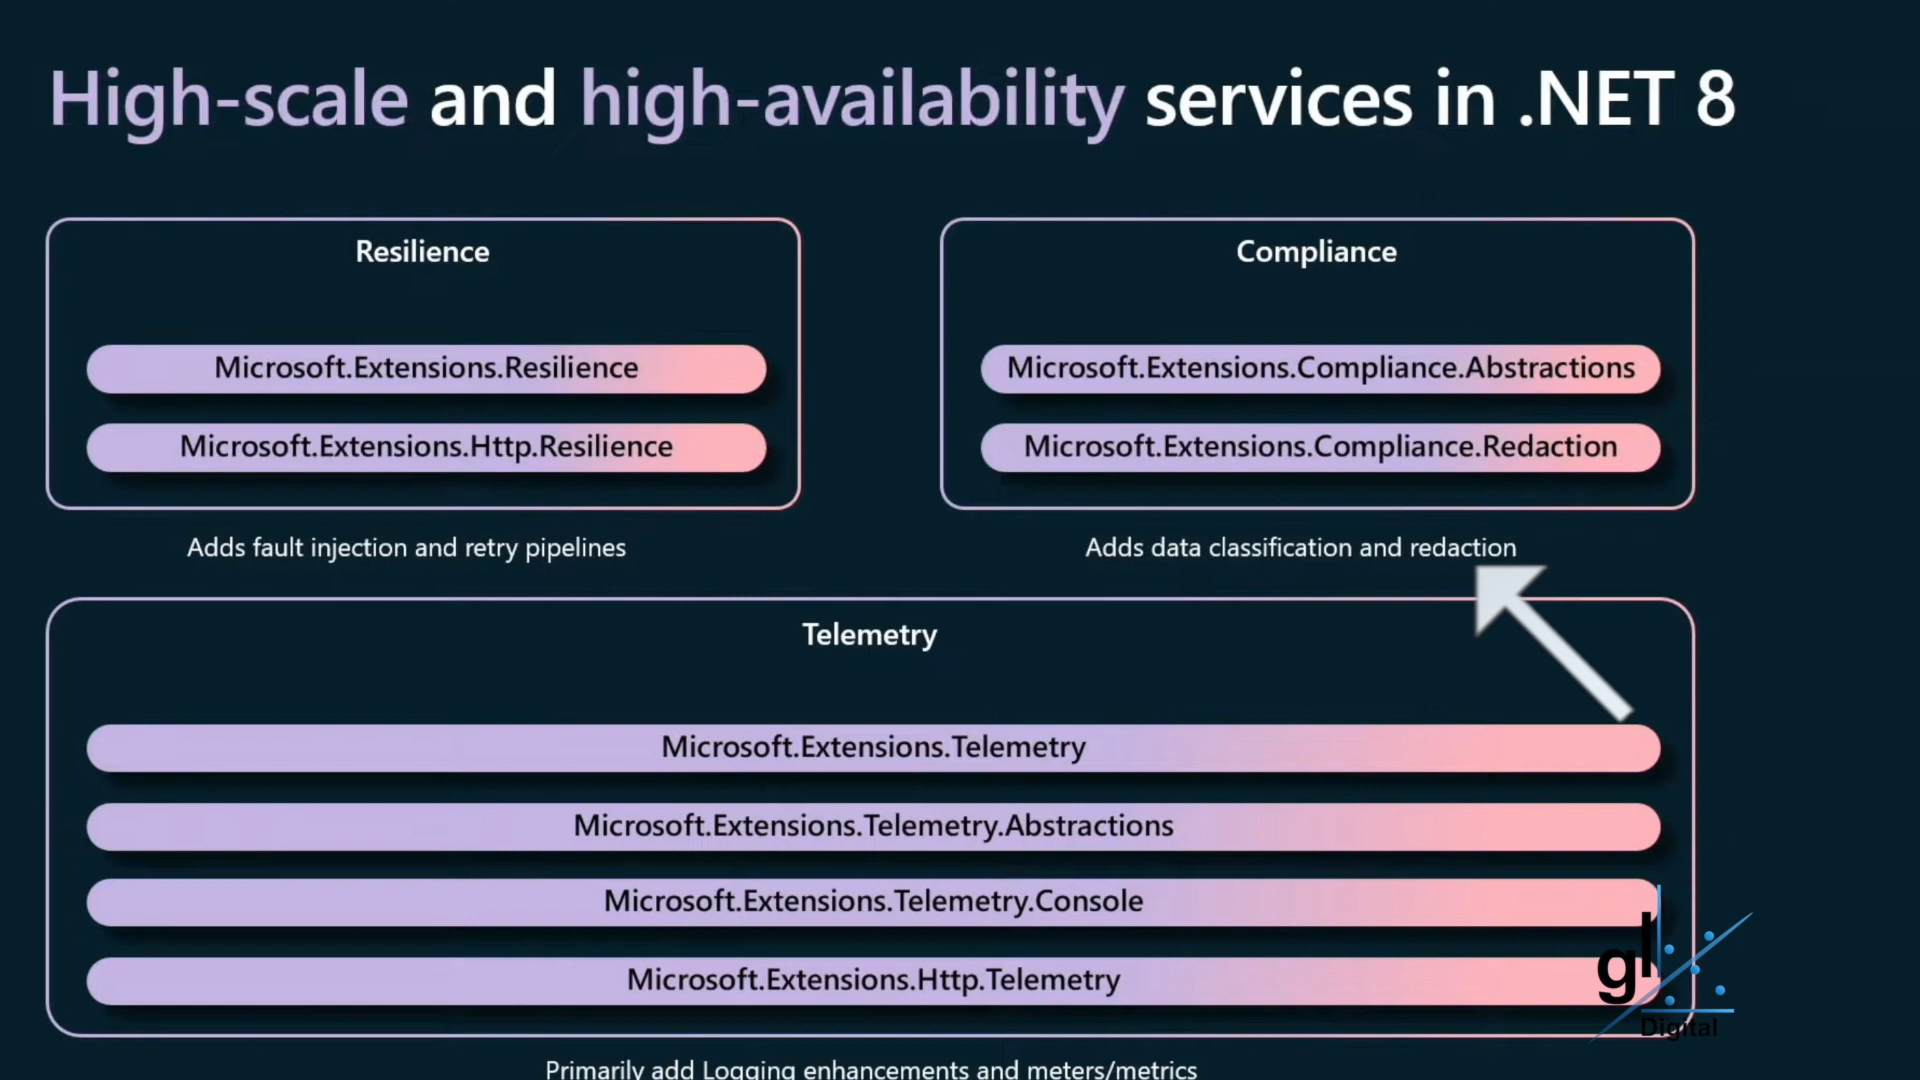 High-scale and high-availability services in .NET 8
Resilience
Microsoft.Extensions.Resilience
Microsoft.Extensions.Http.Resilience
Adds fault injection and retry pipelines
Compliance
Microsoft.Extensions.Compliance.Abstractions
Microsoft.Extensions.Compliance.Redaction
Adds data classification and redaction
Telemetry
Microsoft.Extensions.Telemetry
Microsoft.Extensions.Telemetry.Abstractions
Microsoft.Extensions.Telemetry.Console
Microsoft.Extensions.Http.Telemetry
Primarily add Logging enhancements and meters/metrics
gl
Digital